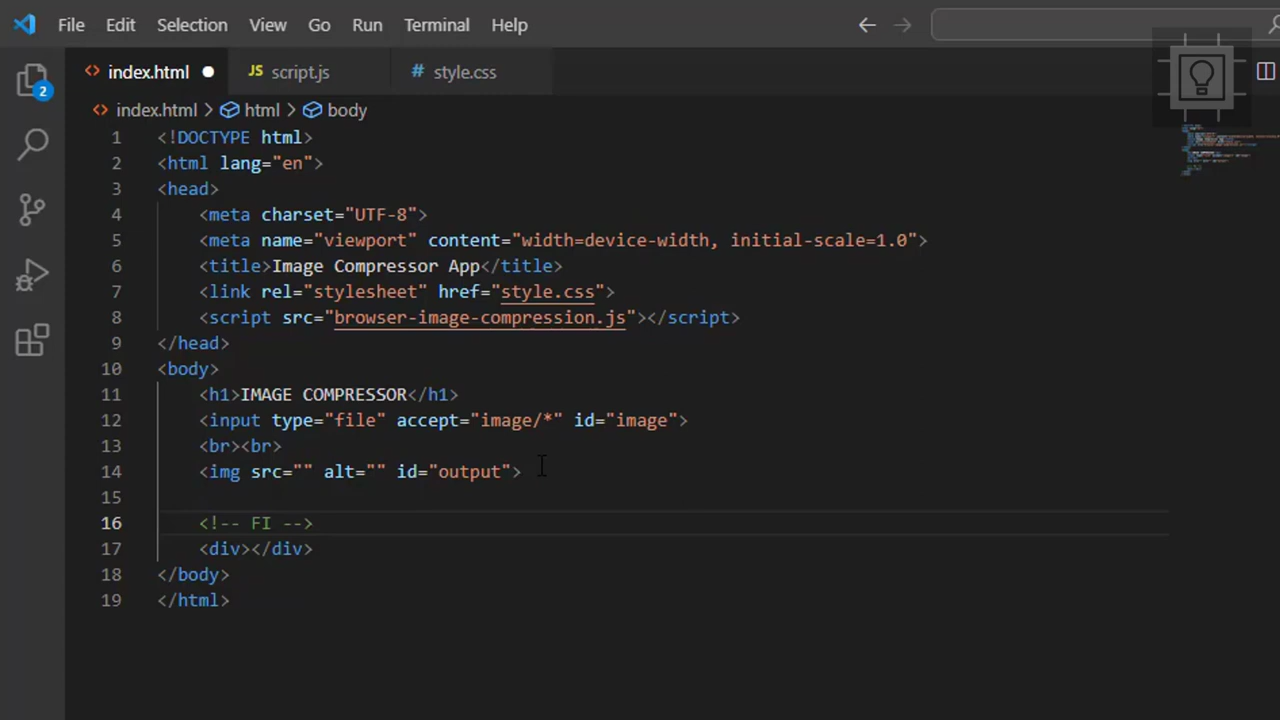 File Edit Selection View Go Run Terminal Help
index.html JS script.js # style.css
index.html > html > body
2
1 <!DOCTYPE html>
2 <html lang="en">
3 <head>
4 <meta charset="UTF-8">
5 <meta name="viewport" content="width=device-width, initial-scale=1.0">
6 <title>Image Compressor App</title>
7 <link rel="stylesheet" href="style.css">
8 <script src="browser-image-compression.js"></script>
9 </head>
10 <body>
11 <h1>IMAGE COMPRESSOR</h1>
12 <input type="file" accept="image/*" id="image">
13 <br><br>
14 <img src="" alt="" id="output">
15
16 <!-- FI -->
17 <div></div>
18 </body>
19 </html>